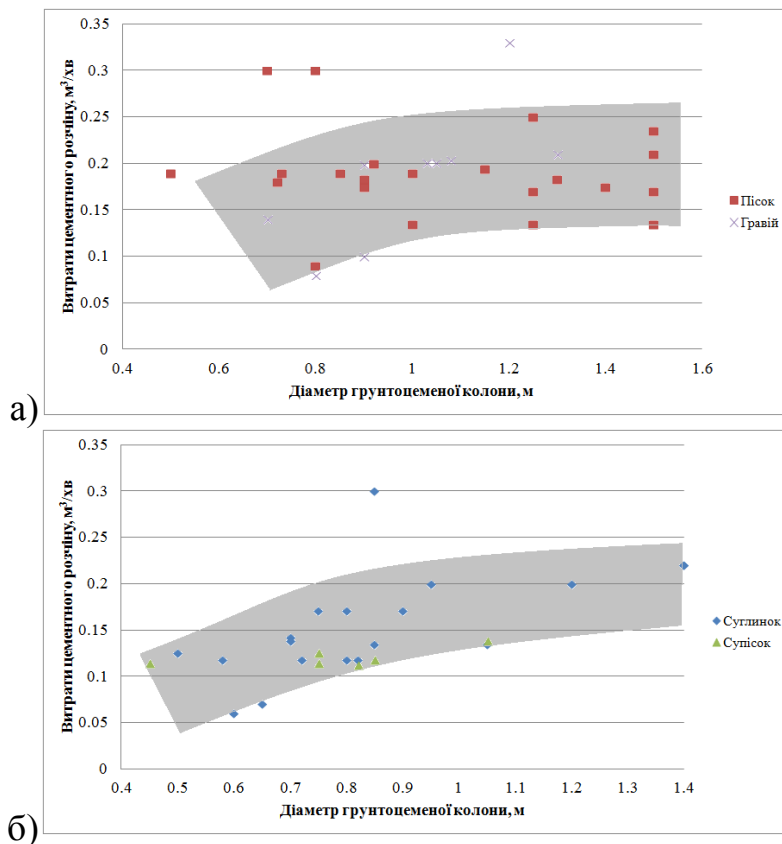 Витрати цементного розчіну, м³/хв
0.35
0.3
0.25
0.2
0.15
0.1
0.05
0
0.4 0.6 0.8 1 1.2 1.4 1.6
Діаметр грунтоцеменої колони, м
Пісок
Гравій
а)
Витрати цементного розчіну, м³/хв
0.35
0.3
0.25
0.2
0.15
0.1
0.05
0
0.4 0.5 0.6 0.7 0.8 0.9 1 1.1 1.2 1.3 1.4
Діаметр грунтоцеменої колони, м
Суглинок
Супісок
б)